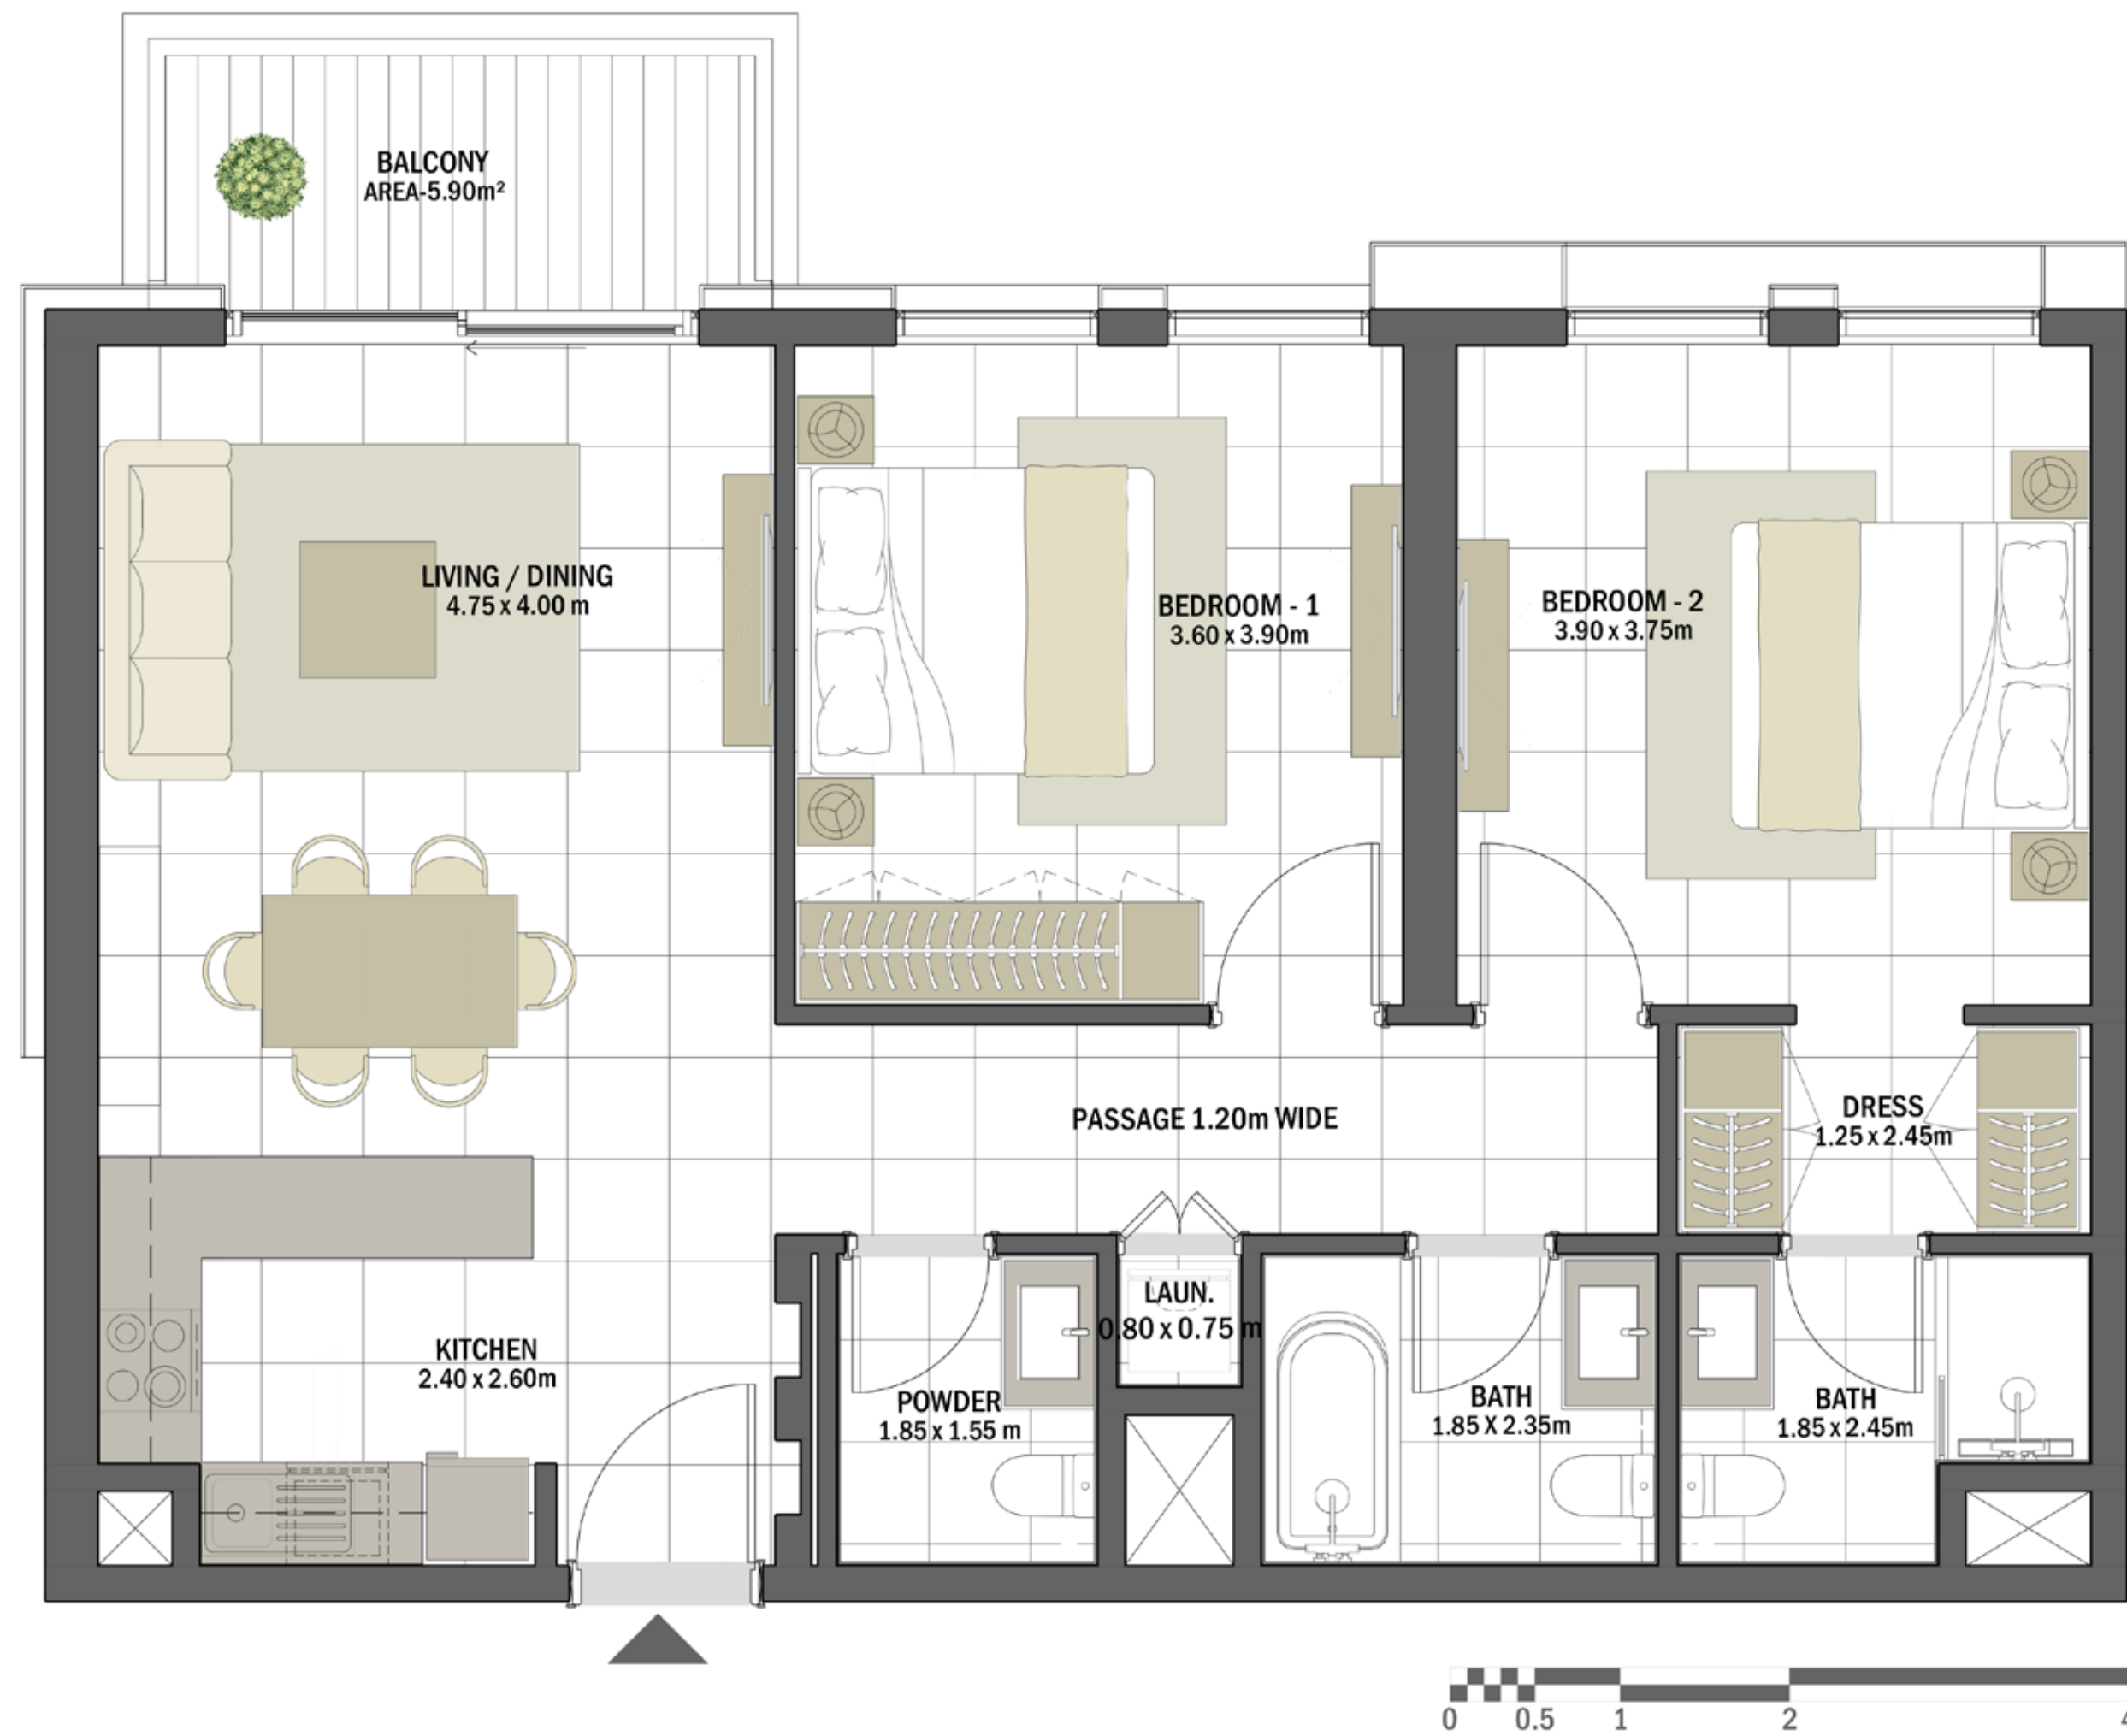 BALCONY
AREA-5.90m²
LIVING / DINING
4.75 x 4.00 m
BEDROOM - 1
3.60 x 3.90m
BEDROOM - 2
3.90 x 3.75m
PASSAGE 1.20m WIDE
DRESS
1.25 x 2.45m
KITCHEN
2.40 x 2.60m
POWDER
1.85 x 1.55 m
LAUN.
0.80 x 0.75 m
BATH
1.85 X 2.35m
BATH
1.85 x 2.45m
0 0.5 1 2